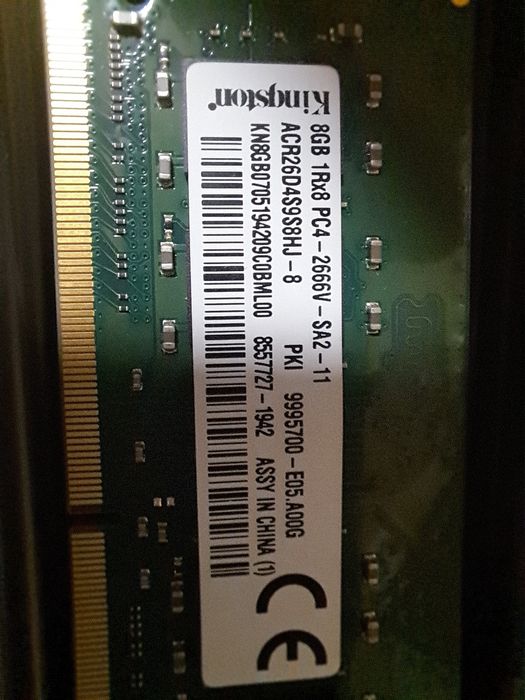 Kingston®
8GB 1Rx8 PC4-2666V-SA2-11
ACR26D4S9S8HJ-8 PKI 9995700-E05.A00G
KN8GB0705194209C0BML00 8557727-1942 ASSY IN CHINA (1)
CE